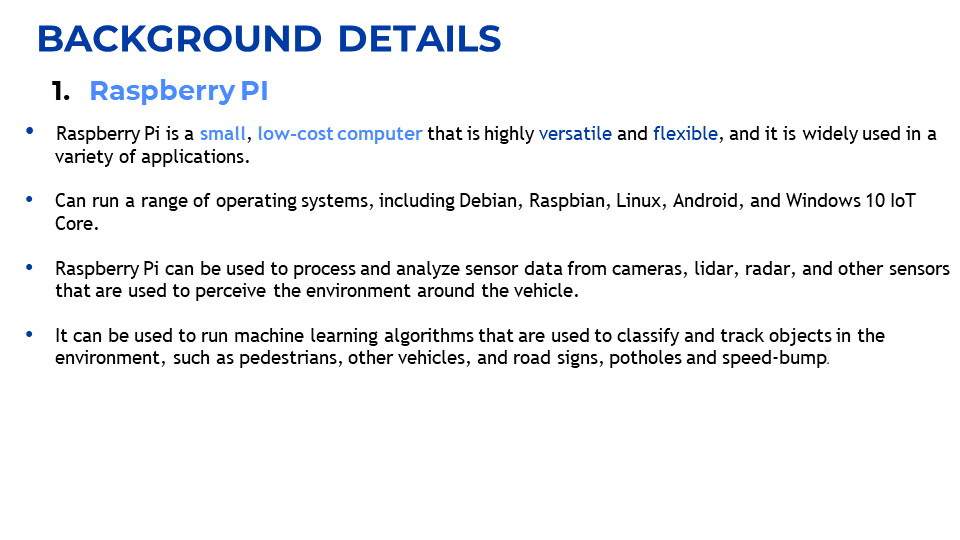 BACKGROUND DETAILS
1. Raspberry PI
• Raspberry Pi is a small, low-cost computer that is highly versatile and flexible, and it is widely used in a
variety of applications.
• Can run a range of operating systems, including Debian, Raspbian, Linux, Android, and Windows 10 IoT
Core.
• Raspberry Pi can be used to process and analyze sensor data from cameras, lidar, radar, and other sensors
that are used to perceive the environment around the vehicle.
• It can be used to run machine learning algorithms that are used to classify and track objects in the
environment, such as pedestrians, other vehicles, and road signs, potholes and speed-bump.